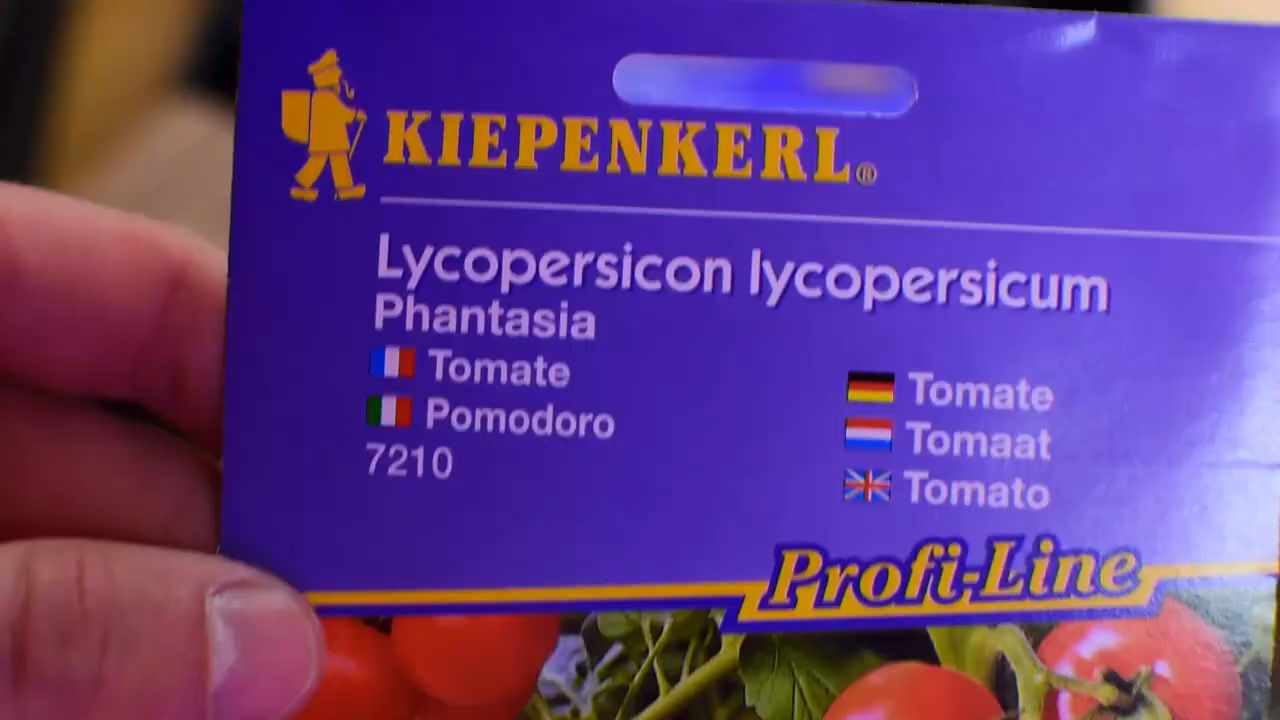 KIEPENKERL®
Lycopersicon lycopersicum
Phantasia
Tomate
Pomodoro
7210
Tomate
Tomaat
Tomato
Profi-Line